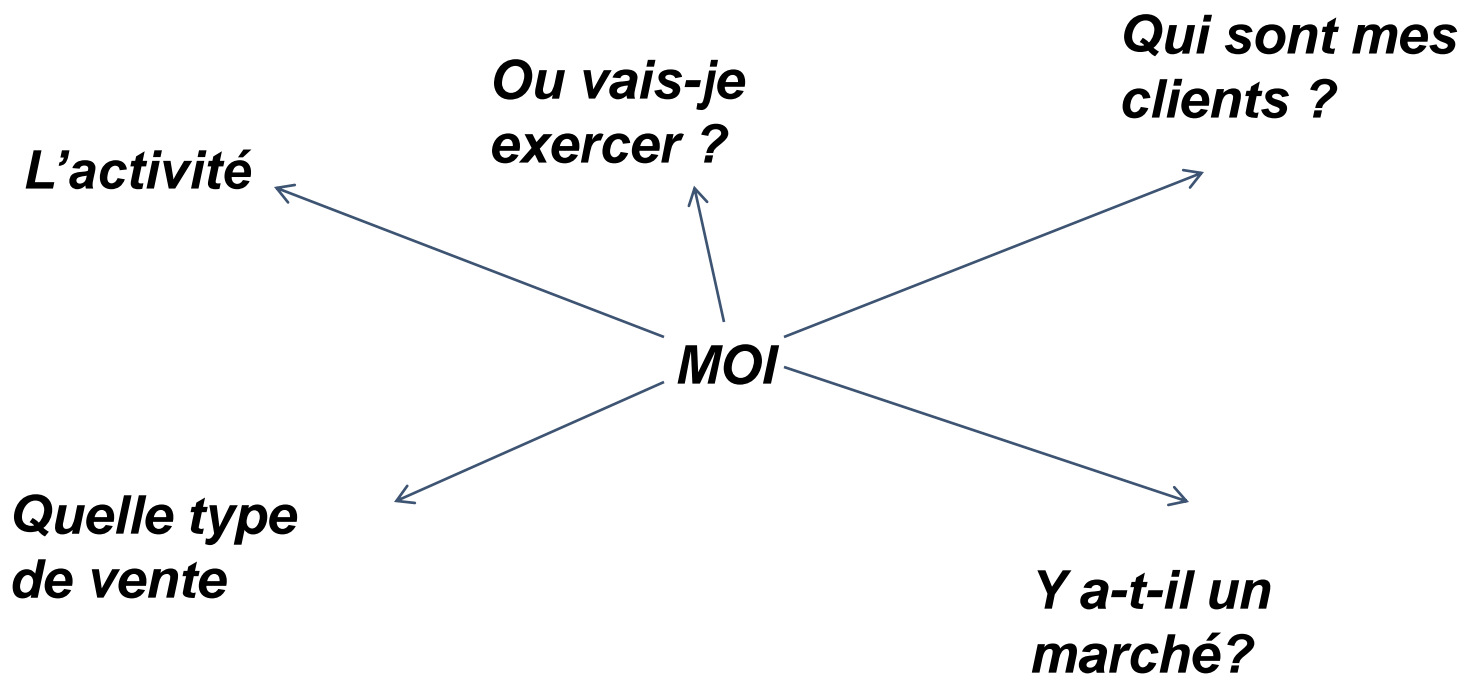 Qui sont mes
clients ?
Ou vais-je
exercer ?
L’activité
MOI
Quelle type
de vente
Y a-t-il un
marché?